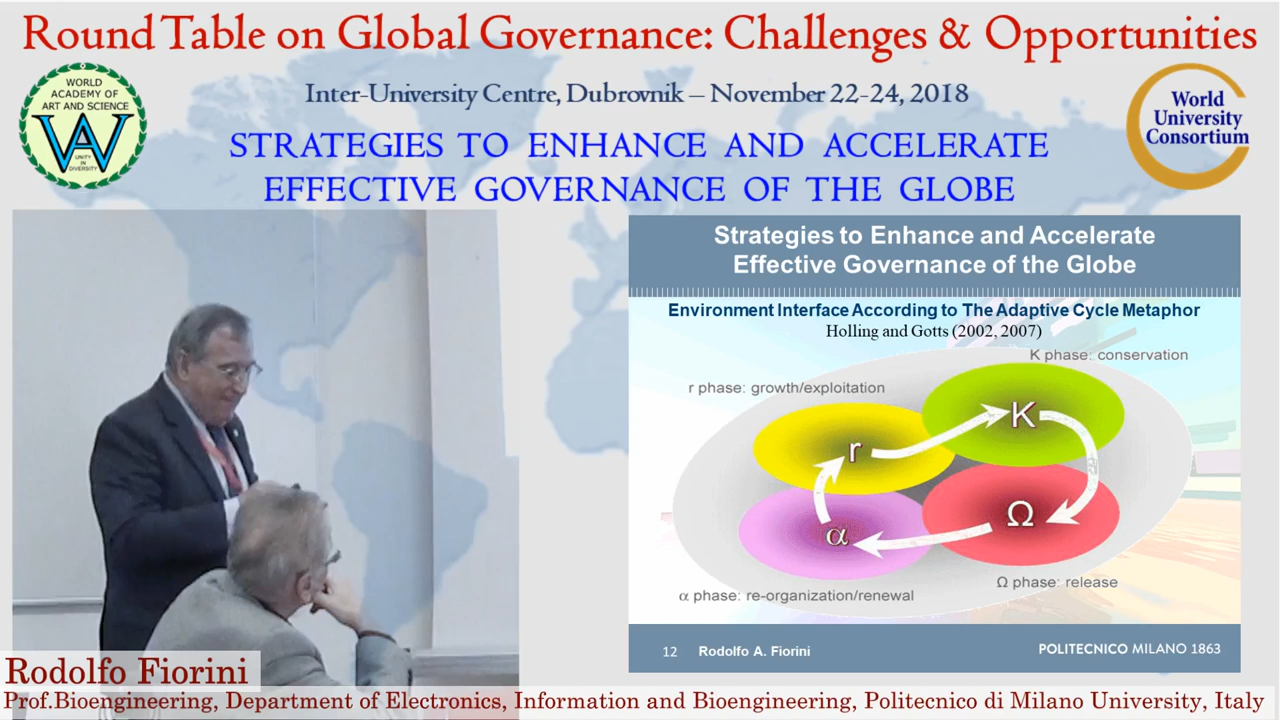 Round Table on Global Governance: Challenges & Opportunities
Inter-University Centre, Dubrovnik – November 22-24, 2018
STRATEGIES TO ENHANCE AND ACCELERATE
EFFECTIVE GOVERNANCE OF THE GLOBE
WORLD
ACADEMY OF
ART AND SCIENCE
WA
UNITY
IN
DIVERSITY
World
University
Consortium
Strategies to Enhance and Accelerate
Effective Governance of the Globe
Environment Interface According to The Adaptive Cycle Metaphor
Holling and Gotts (2002, 2007)
K phase: conservation
r phase: growth/exploitation
K
r
Ω
α
Ω phase: release
α phase: re-organization/renewal
12 Rodolfo A. Fiorini
POLITECNICO MILANO 1863
Rodolfo Fiorini
Prof.Bioengineering, Department of Electronics, Information and Bioengineering, Politecnico di Milano University, Italy